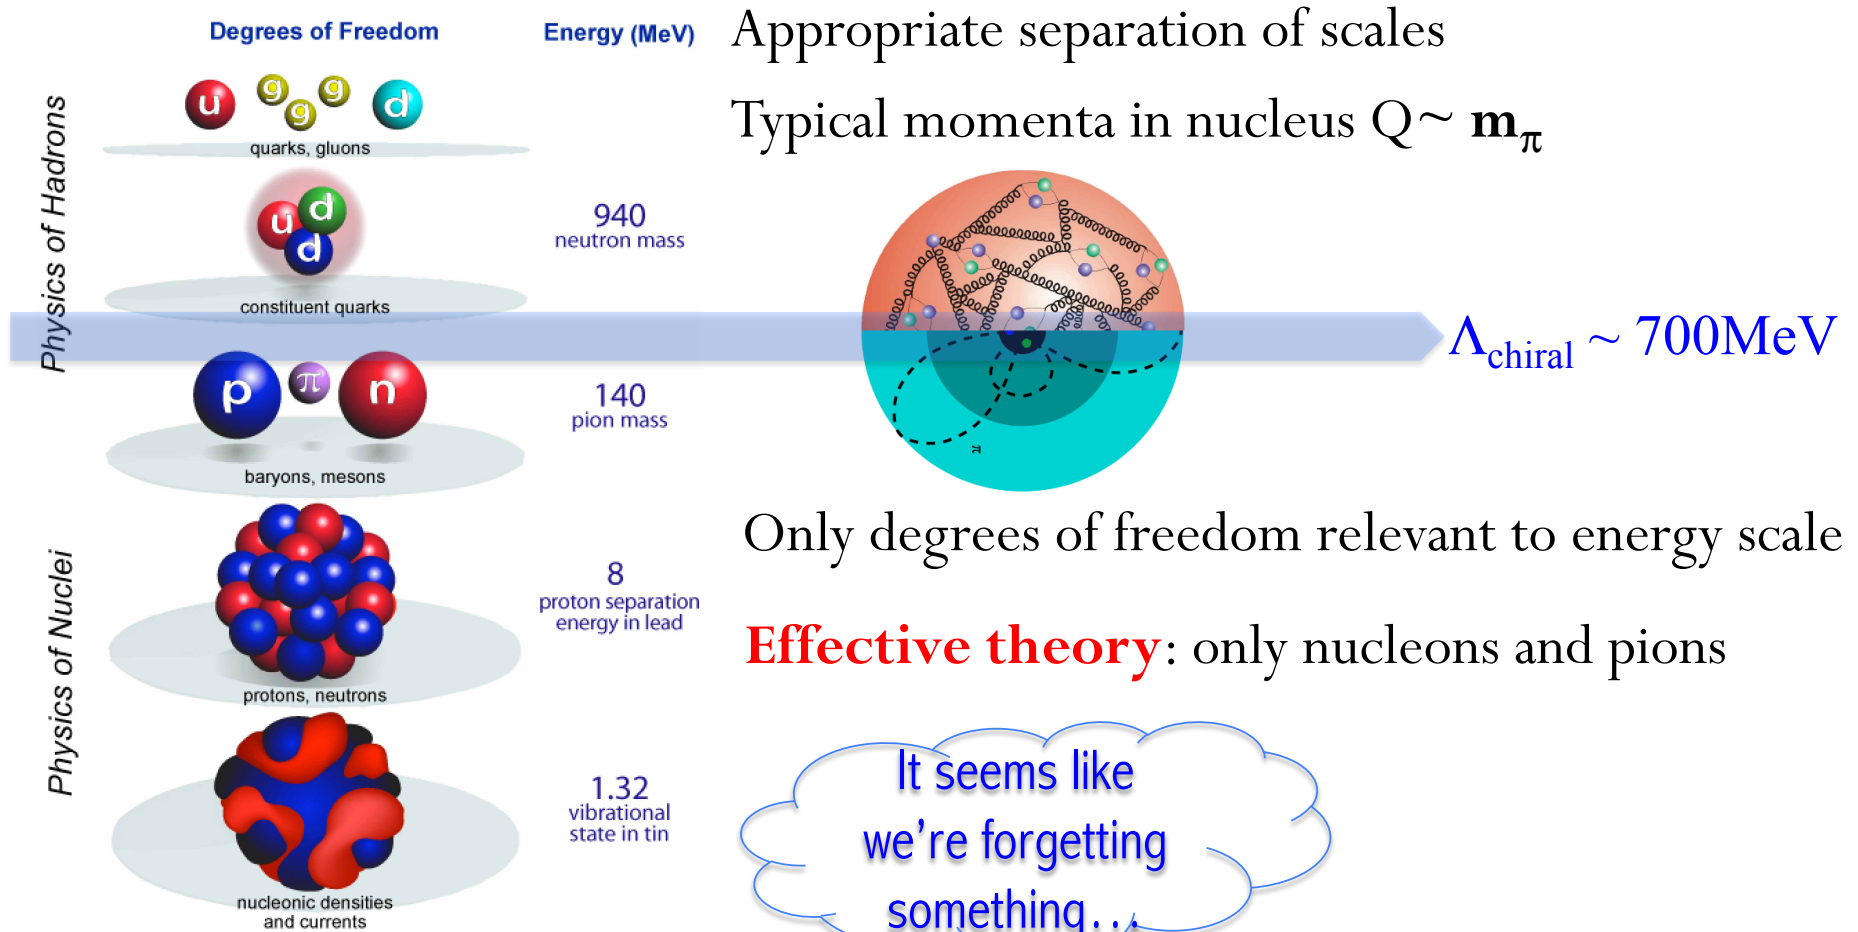 Degrees of Freedom
Energy (MeV)
Physics of Hadrons
u g g g d
quarks, gluons
u d d
constituent quarks
940
neutron mass
p π n
baryons, mesons
140
pion mass
Physics of Nuclei
protons, neutrons
8
proton separation
energy in lead
nucleonic densities
and currents
1.32
vibrational
state in tin
Appropriate separation of scales
Typical momenta in nucleus Q~ mπ
π
Λchiral ~ 700MeV
Only degrees of freedom relevant to energy scale
Effective theory: only nucleons and pions
It seems like
we’re forgetting
something…